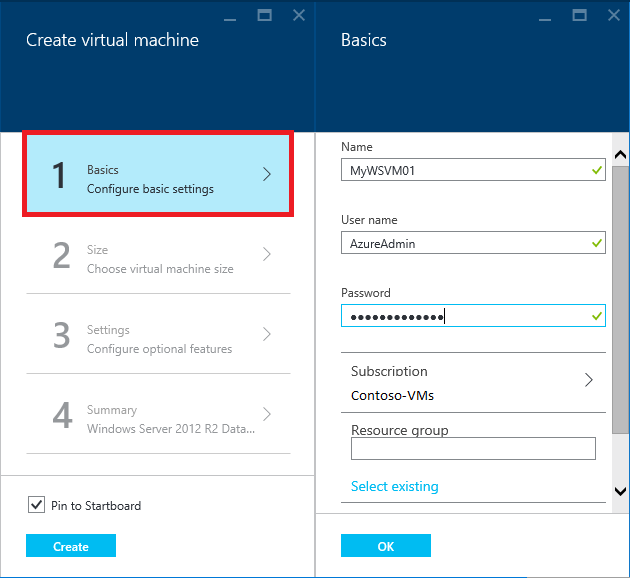 Create virtual machine
1
Basics
Configure basic settings
2
Size
Choose virtual machine size
3
Settings
Configure optional features
4
Summary
Windows Server 2012 R2 Data...
Pin to Startboard
Create
Basics
Name
MyWSVM01
User name
AzureAdmin
Password
●●●●●●●●●●●●●●
Subscription
Contoso-VMs
Resource group
Select existing
OK